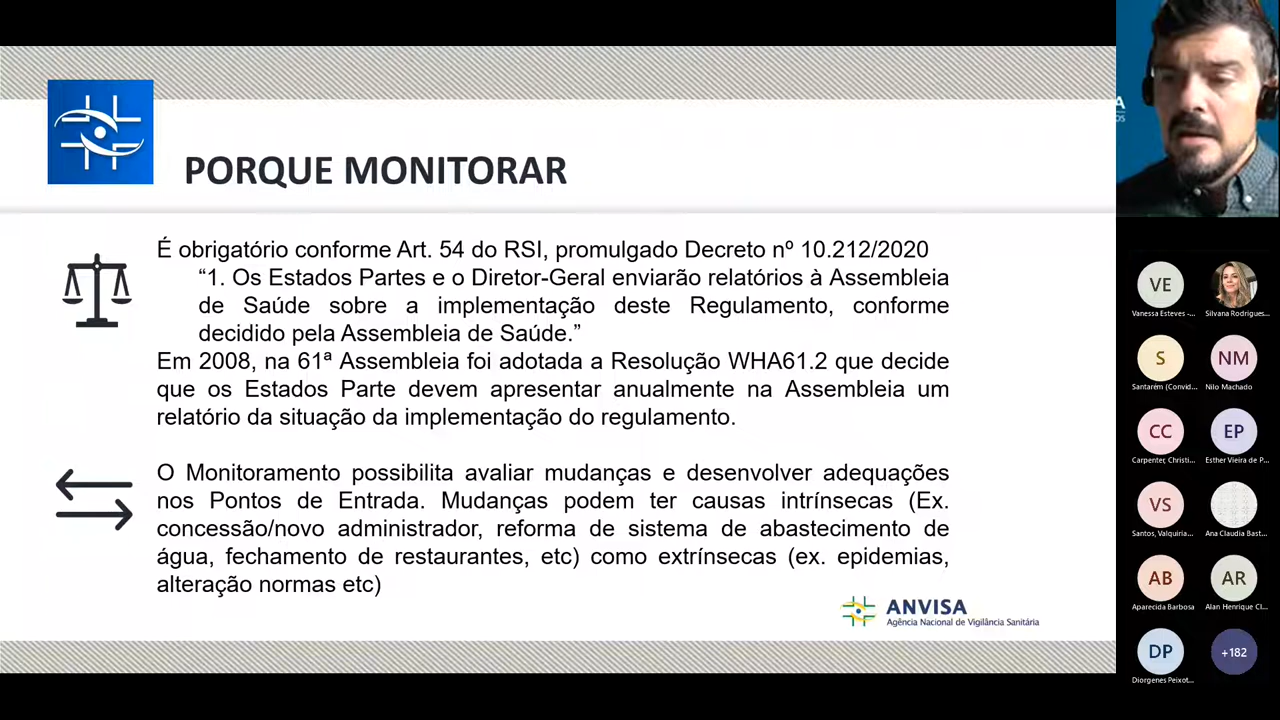 PORQUE MONITORAR
É obrigatório conforme Art. 54 do RSI, promulgado Decreto nº 10.212/2020
“1. Os Estados Partes e o Diretor-Geral enviarão relatórios à Assembleia
de Saúde sobre a implementação deste Regulamento, conforme
decidido pela Assembleia de Saúde.”
Em 2008, na 61ª Assembleia foi adotada a Resolução WHA61.2 que decide
que os Estados Parte devem apresentar anualmente na Assembleia um
relatório da situação da implementação do regulamento.
O Monitoramento possibilita avaliar mudanças e desenvolver adequações
nos Pontos de Entrada. Mudanças podem ter causas intrínsecas (Ex.
concessão/novo administrador, reforma de sistema de abastecimento de
água, fechamento de restaurantes, etc) como extrínsecas (ex. epidemias,
alteração normas etc)
ANVISA
Agência Nacional de Vigilância Sanitária
VE
Vanessa Esteves -...
Silvana Rodrigues...
S
Santarém (Convid...
NM
Nilo Machado
CC
Carpenter, Christi...
EP
Esther Vieira de P...
VS
Santos, Valquiria...
Ana Claudia Bast...
AB
Aparecida Barbosa
AR
Alan Henrique Cl...
DP
Diorgenes Peixot...
+182